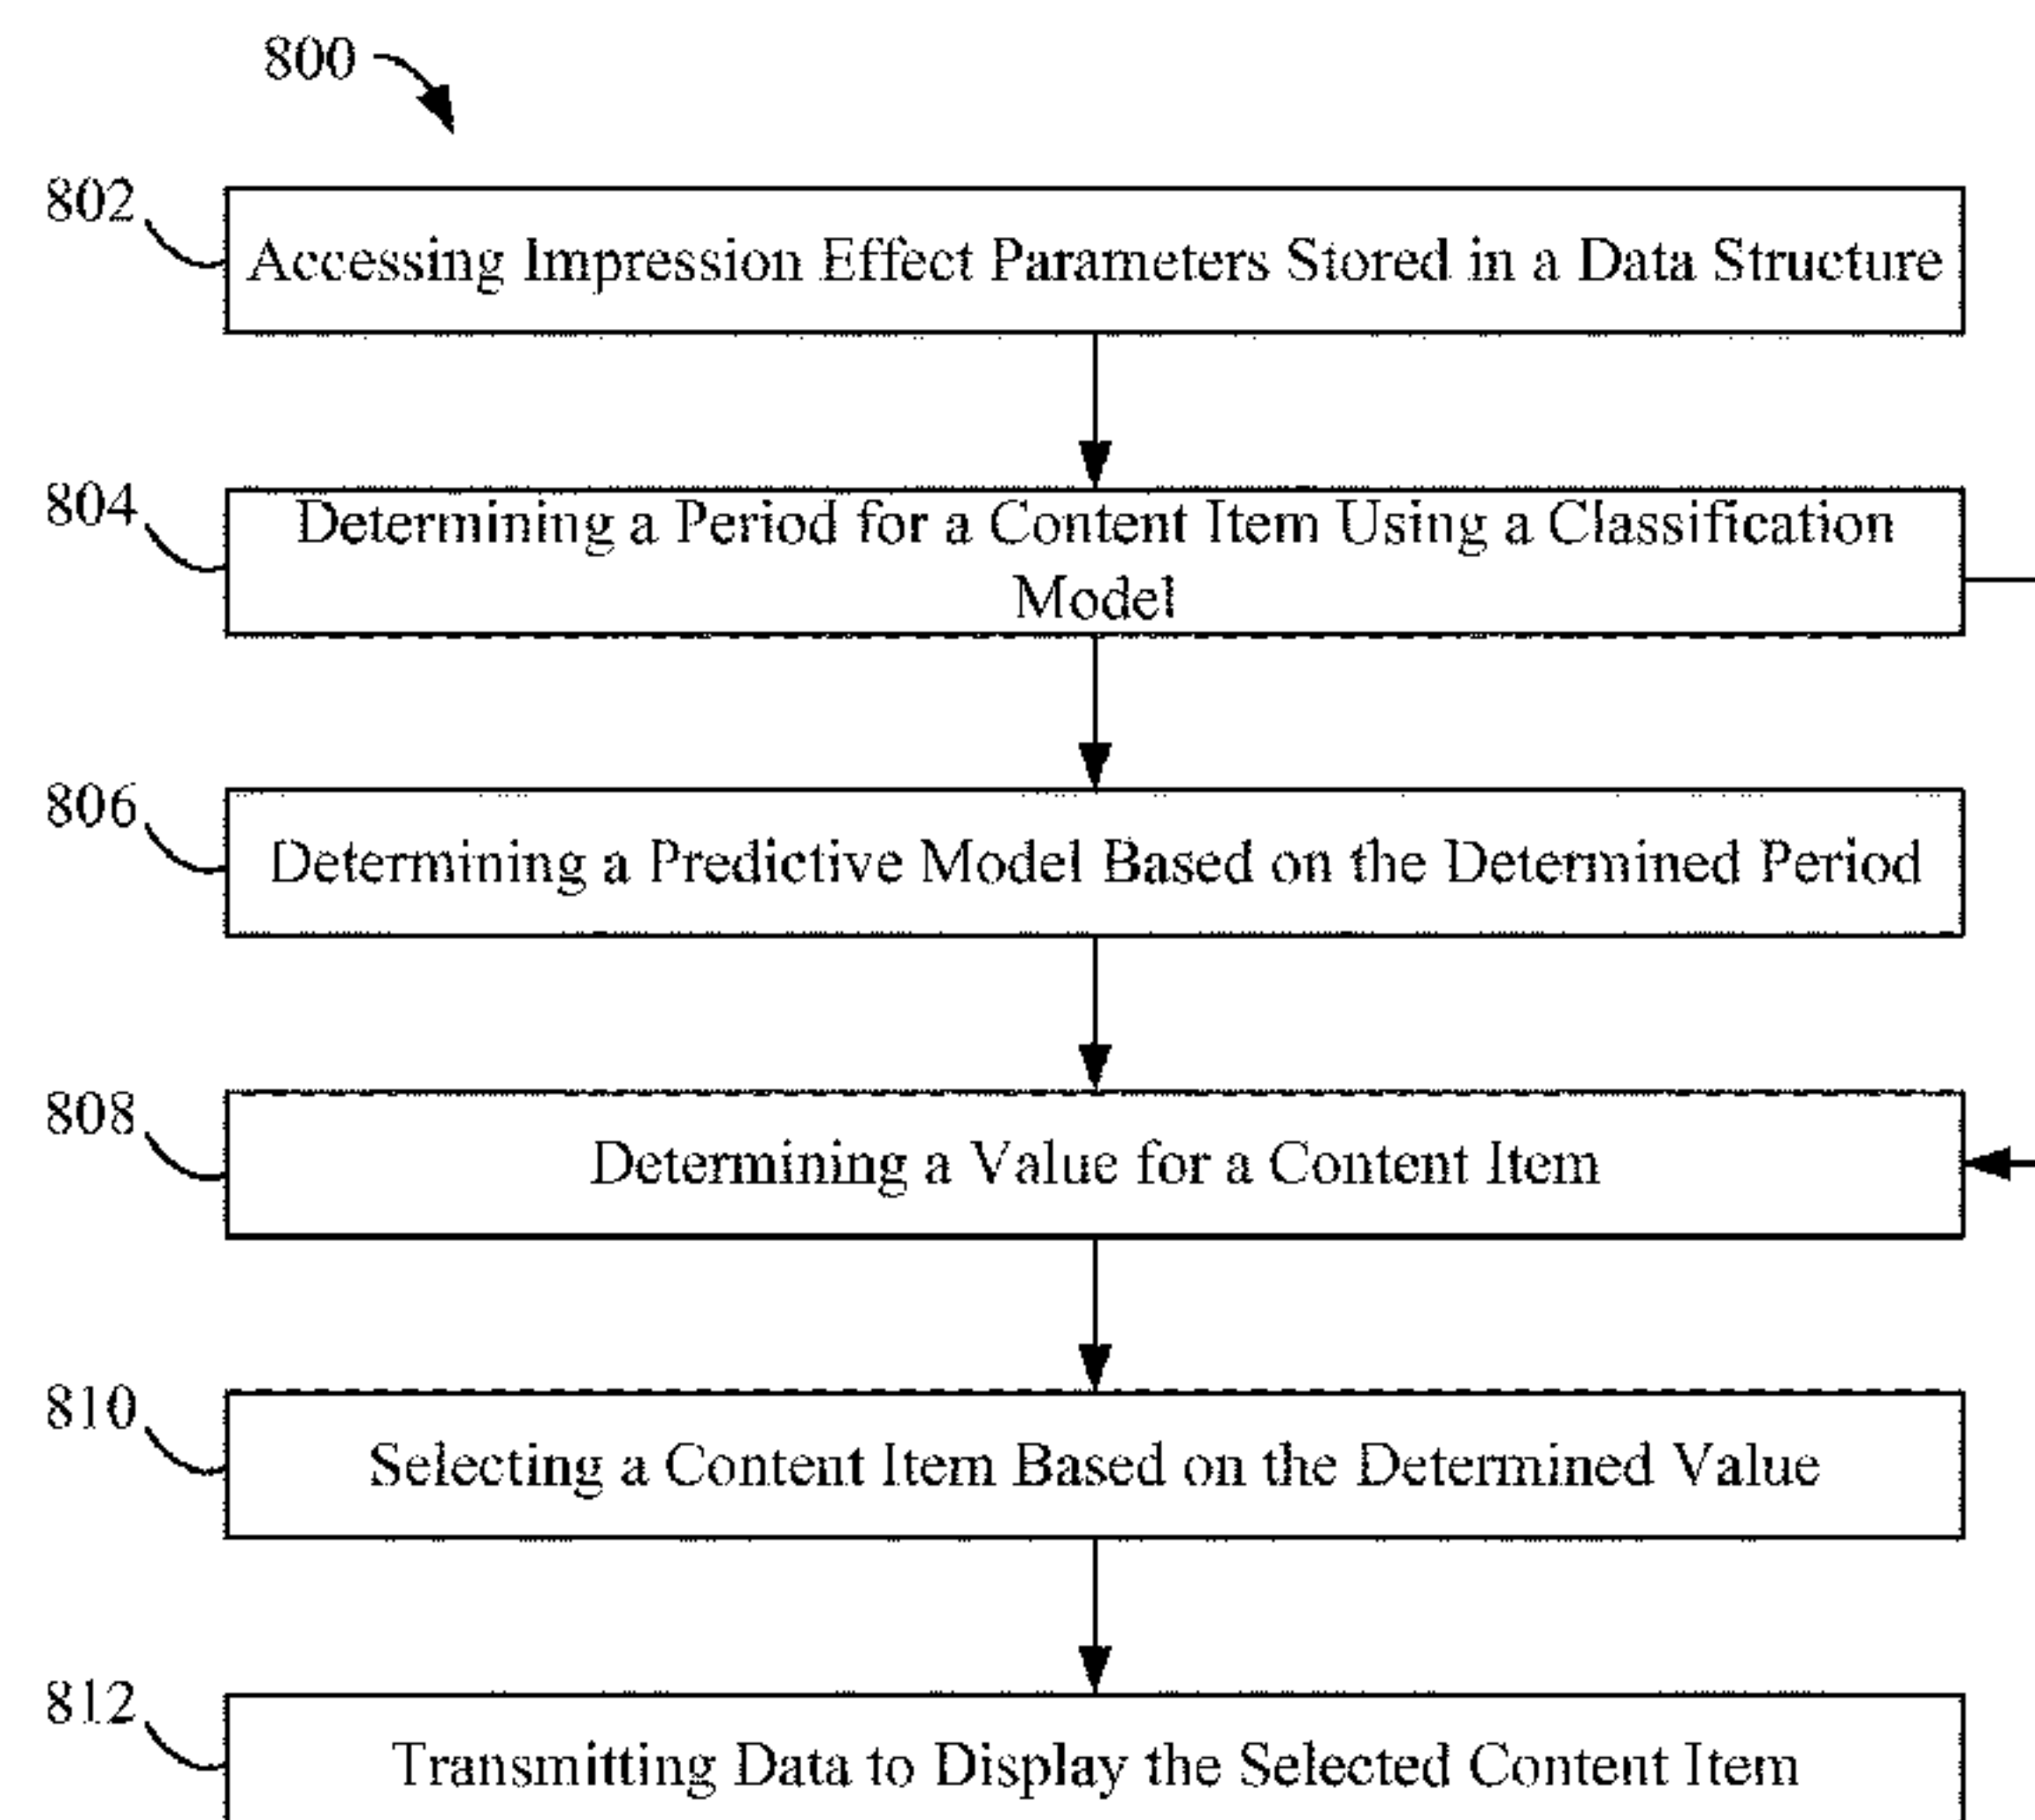 800
802
Accessing Impression Effect Parameters Stored in a Data Structure
804
Determining a Period for a Content Item Using a Classification
Model
806
Determining a Predictive Model Based on the Determined Period
808
Determining a Value for a Content Item
810
Selecting a Content Item Based on the Determined Value
812
Transmitting Data to Display the Selected Content Item